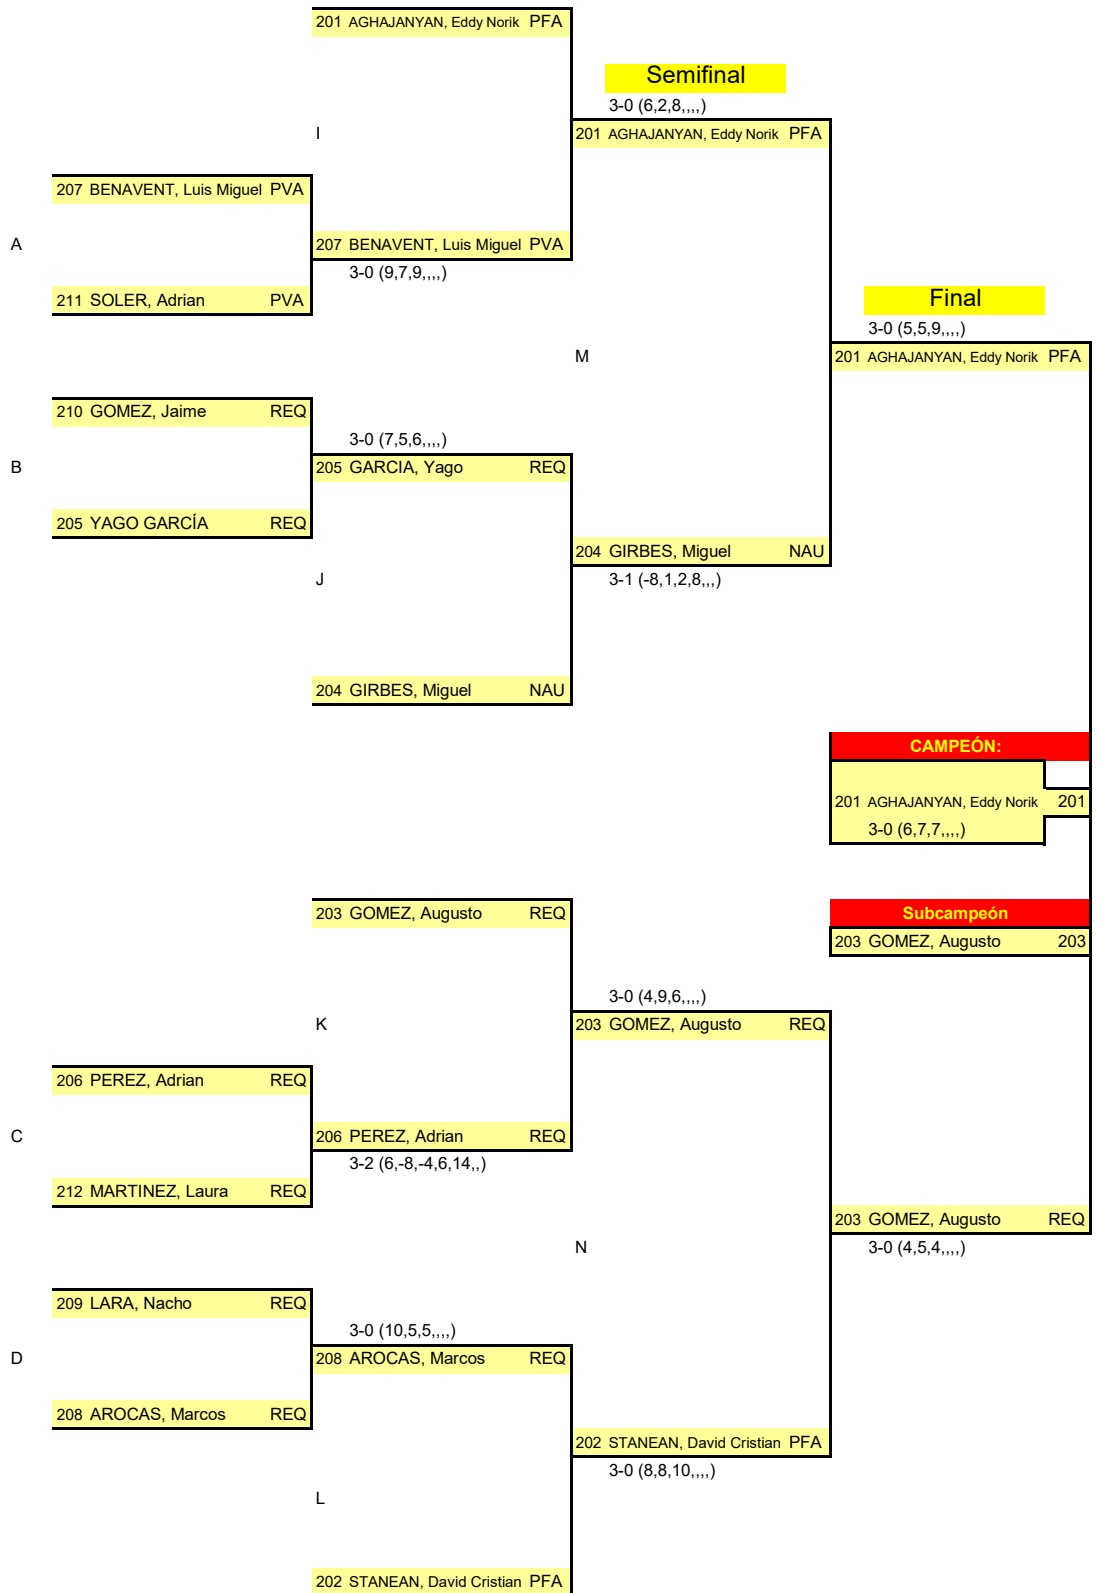 201 AGHAJANYAN, Eddy Norik PFA
Semifinal
3-0 (6,2,8,,,,)
I
201 AGHAJANYAN, Eddy Norik PFA
207 BENAVENT, Luis Miguel PVA
A
207 BENAVENT, Luis Miguel PVA
3-0 (9,7,9,,,,)
211 SOLER, Adrian PVA
Final
3-0 (5,5,9,,,,)
M
201 AGHAJANYAN, Eddy Norik PFA
210 GOMEZ, Jaime REQ
3-0 (7,5,6,,,,)
B
205 GARCIA, Yago REQ
205 YAGO GARCÍA REQ
204 GIRBES, Miguel NAU
J
3-1 (-8,1,2,8,,,)
204 GIRBES, Miguel NAU
CAMPEÓN:
201 AGHAJANYAN, Eddy Norik 201
3-0 (6,7,7,,,,)
203 GOMEZ, Augusto REQ
Subcampeón
203 GOMEZ, Augusto 203
3-0 (4,9,6,,,,)
K
203 GOMEZ, Augusto REQ
206 PEREZ, Adrian REQ
C
206 PEREZ, Adrian REQ
3-2 (6,-8,-4,6,14,,)
212 MARTINEZ, Laura REQ
203 GOMEZ, Augusto REQ
N
3-0 (4,5,4,,,,)
209 LARA, Nacho REQ
3-0 (10,5,5,,,,)
D
208 AROCAS, Marcos REQ
208 AROCAS, Marcos REQ
202 STANEAN, David Cristian PFA
3-0 (8,8,10,,,,)
L
202 STANEAN, David Cristian PFA